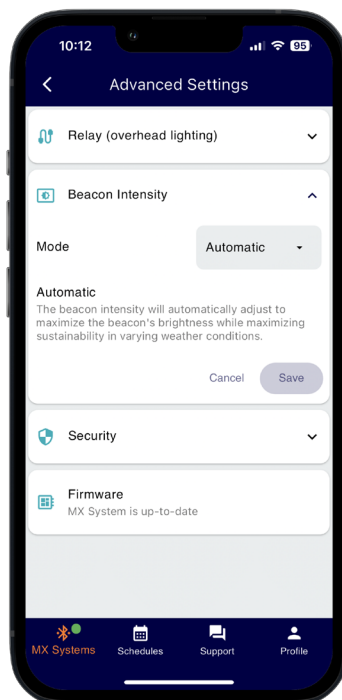 10:12
95
Advanced Settings
Relay (overhead lighting)
Beacon Intensity
Mode
Automatic
Automatic
The beacon intensity will automatically adjust to
maximize the beacon's brightness while maximizing
sustainability in varying weather conditions.
Cancel
Save
Security
Firmware
MX System is up-to-date
MX Systems
Schedules
Support
Profile